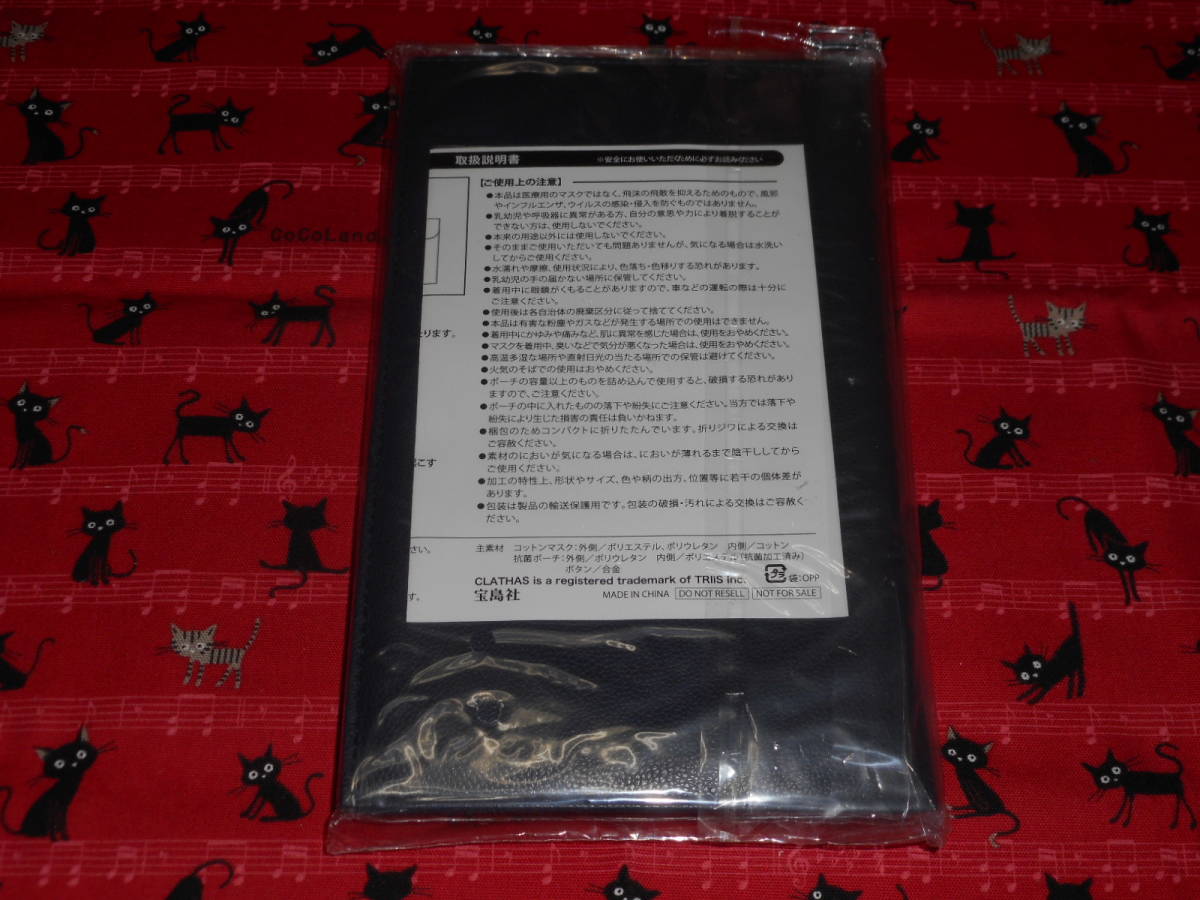 取扱説明書 ※安全にお使いいただくために必ずお読みください
【ご使用上の注意】
●本品は医療用のマスクではなく、飛沫の飛散を抑えるためのもので、風邪
やインフルエンザ、ウイルスの感染・侵入を防ぐものではありません。
●乳幼児や呼吸器に異常がある方、自分の意思や力により着脱することが
できない方は、使用しないでください。
●本来の用途以外には使用しないでください。
●そのままご使用いただいても問題ありませんが、気になる場合は水洗い
してからご使用ください。
●水濡れや摩擦、使用状況により、色落ち・色移りする恐れがあります。
●乳幼児の手の届かない場所に保管してください。
●着用中に眼鏡がくもることがありますので、車などの運転の際は十分に
ご注意ください。
●使用後は各自治体の廃棄区分に従って捨ててください。
●本品は有害な粉塵やガスなどが発生する場所での使用はできません。
●着用中にかゆみや痛みなど、肌に異常を感じた場合は、使用をおやめください。
●マスクを着用中、臭いなどで気分が悪くなった場合は、使用をおやめください。
●高温多湿な場所や直射日光の当たる場所での保管は避けてください。
●火気のそばでの使用はおやめください。
●ポーチの容量以上のものを詰め込んで使用すると、破損する恐れがあり
ますので、ご注意ください。
●ポーチの中に入れたものの落下や紛失にご注意ください。当方では落下や
紛失により生じた損害の責任は負いかねます。
●梱包のためコンパクトに折りたたんでいます。折りジワによる交換は
ご容赦ください。
●素材のにおいが気になる場合は、においが薄れるまで陰干ししてから
ご使用ください。
●加工の特性上、形状やサイズ、色や柄の出方、位置等に若干の個体差が
あります。
●包装は製品の輸送保護用です。包装の破損・汚れによる交換はご容赦く
ださい。
主素材 コットンマスク:外側/ポリエステル、ポリウレタン 内側/コットン
抗菌ポーチ:外側/ポリウレタン 内側/ポリエステル(抗菌加工済み)
ボタン/合金
CLATHAS is a registered trademark of TRIIS inc. プラ 袋:OPP
宝島社 MADE IN CHINA DO NOT RESELL NOT FOR SALE
ります。
こす
さい。
す。
CoCoLand